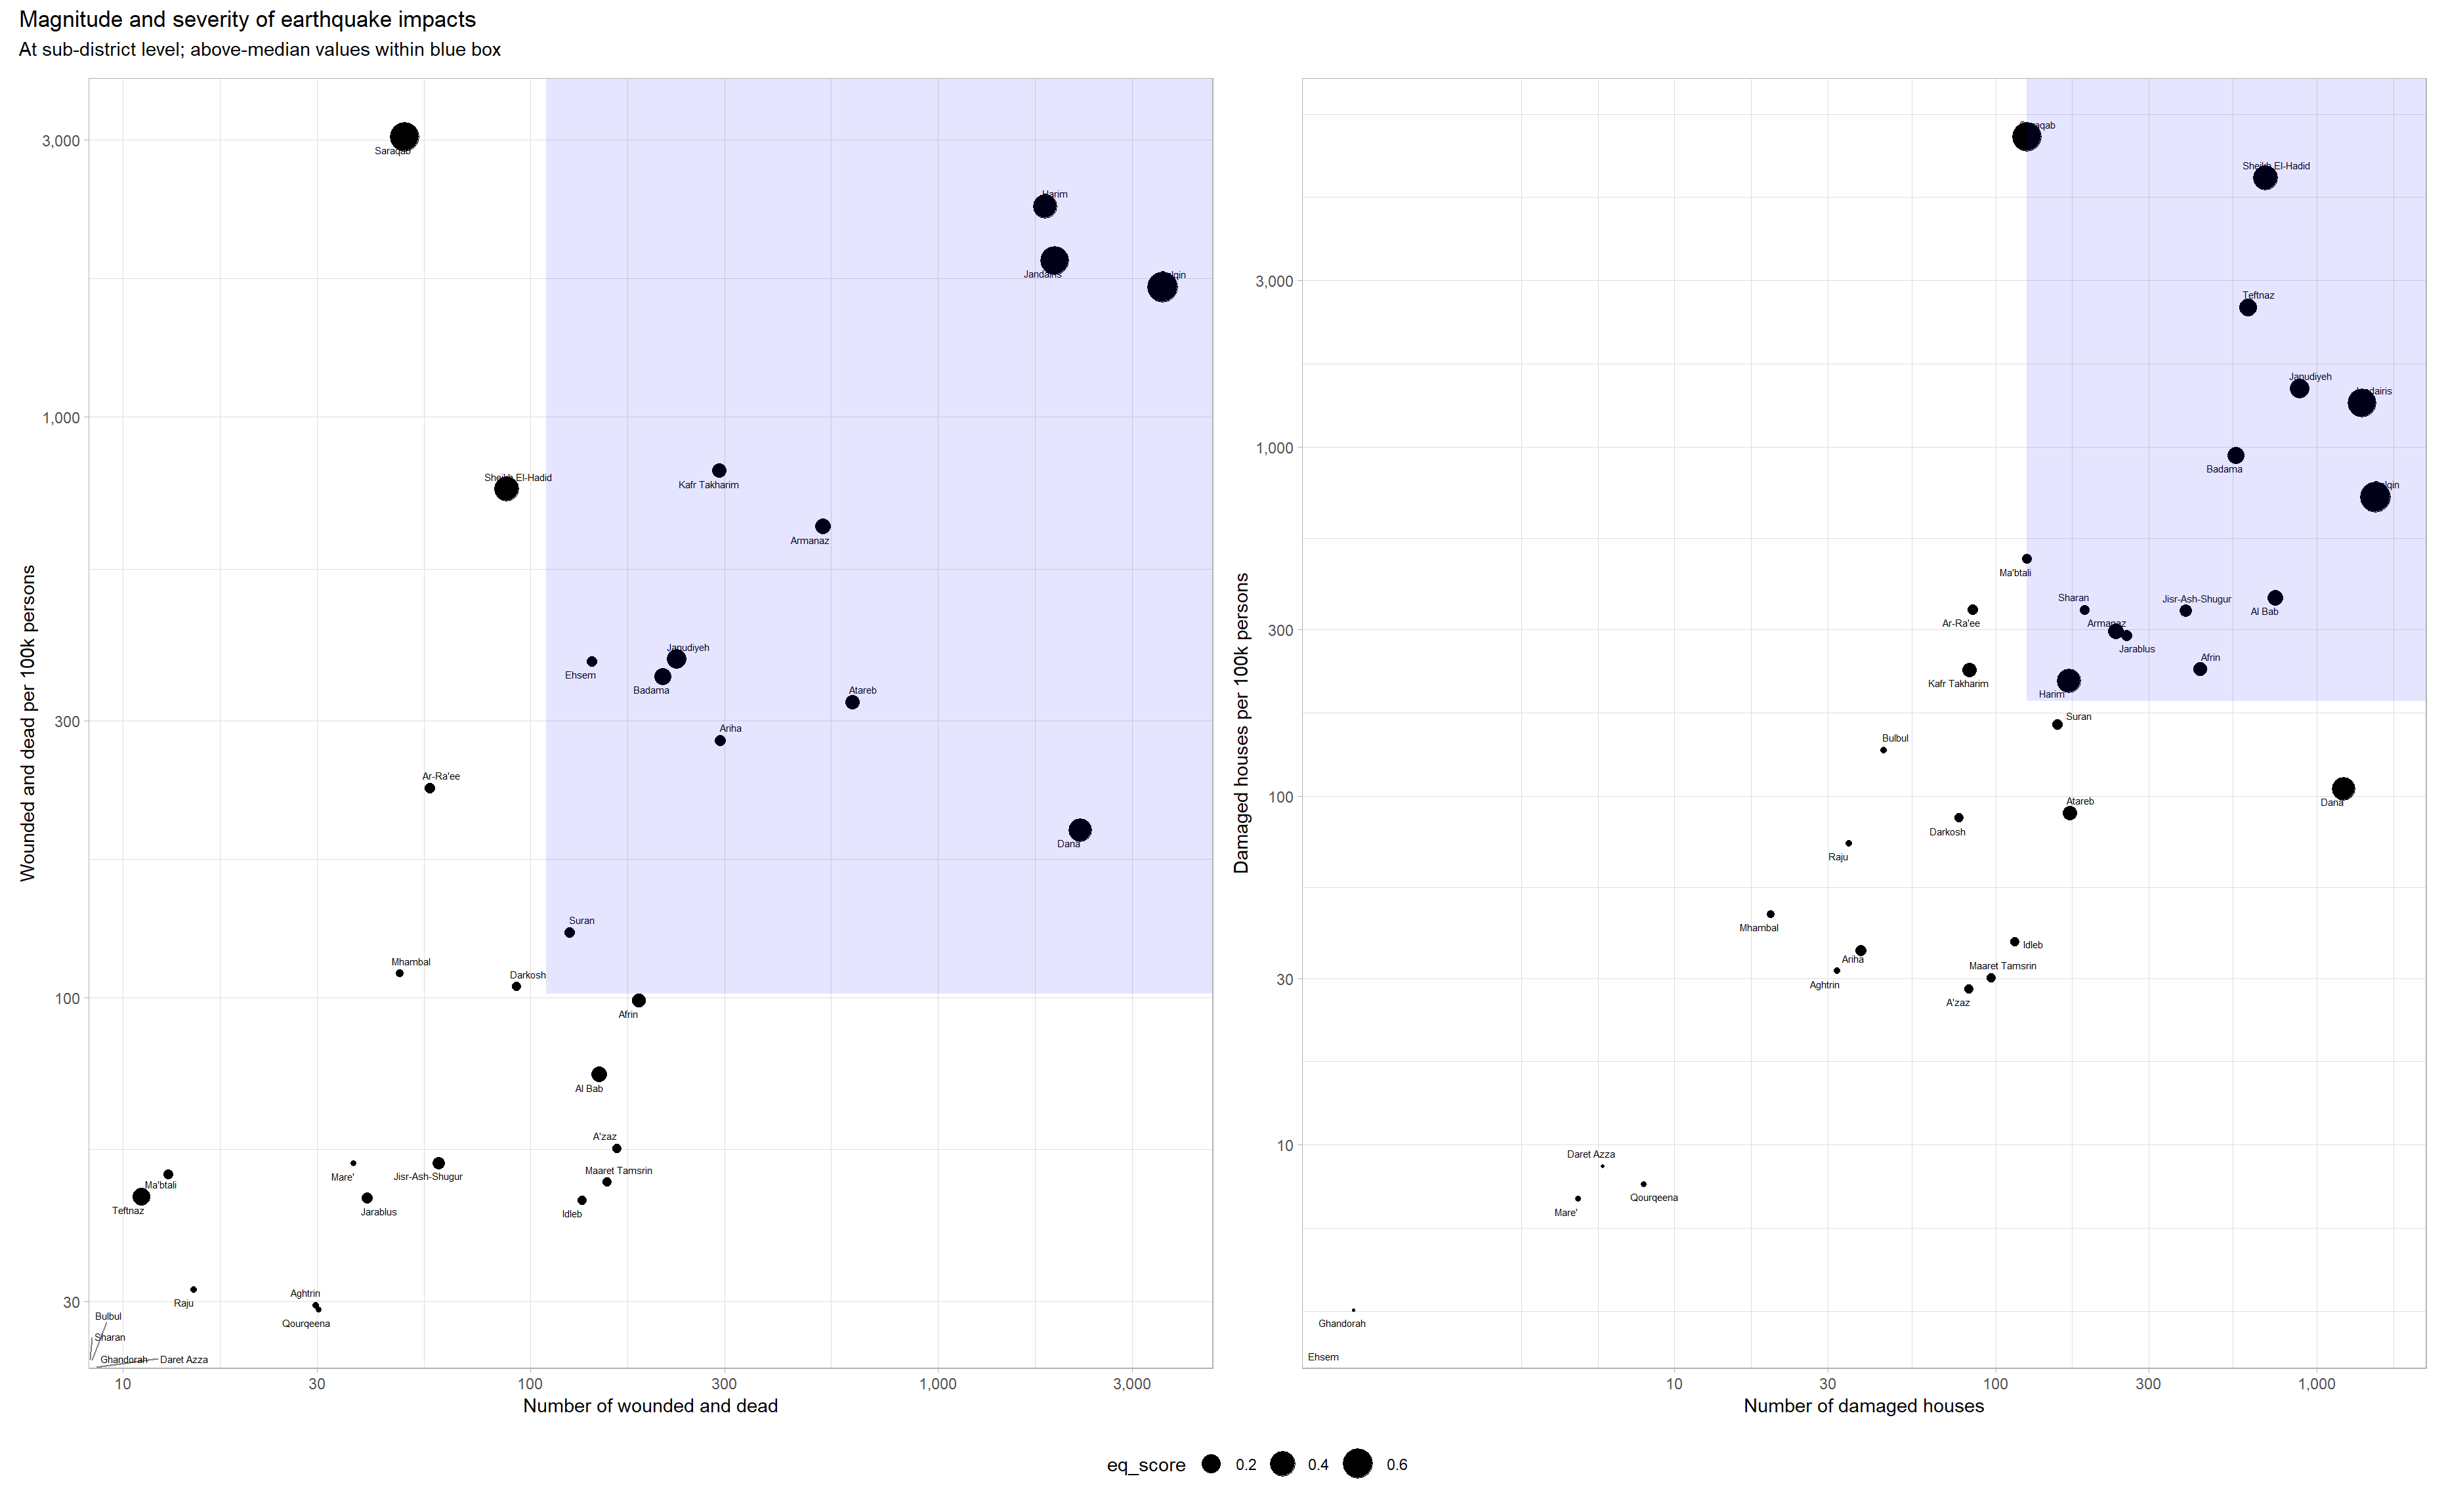 Magnitude and severity of earthquake impacts
At sub-district level; above-median values within blue box
Wounded and dead per 100k persons
3,000
1,000
300
100
30
Saraqab
Harim
Jandairis
Sheikh El-Hadid
Kafr Takharim
Armanaz
Janudiyeh
Ehsem
Badama
Atareb
Ariha
Ar-Ra'ee
Dana
Suran
Mhambal
Darkosh
Afrin
Al Bab
A'zaz
Mare'
Jisr-Ash-Shugur
Maaret Tamsrin
Ma'btali
Teftnaz
Jarablus
Idleb
Raju
Aghtrin
Qourqeena
Bulbul
Sharan
Ghandorah
Daret Azza
10
30
100
300
1,000
3,000
Number of wounded and dead
Damaged houses per 100k persons
3,000
1,000
300
100
30
10
Sheikh El-Hadid
Teftnaz
Janudiyeh
Badama
Ma'btali
Sharan
Jisr-Ash-Shugur
Al Bab
Ar-Ra'ee
Armanaz
Jarablus
Afrin
Kafr Takharim
Harim
Suran
Bulbul
Dana
Atareb
Darkosh
Raju
Mhambal
Idleb
Ariha
Maaret Tamsrin
Aghtrin
A'zaz
Daret Azza
Qourqeena
Mare'
Ghandorah
Ehsem
10
30
100
300
1,000
Number of damaged houses
eq_score
0.2
0.4
0.6